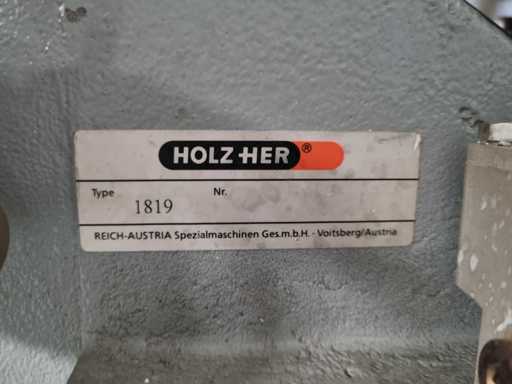 HOLZ-HER®
Type 1819 Nr.
REICH-AUSTRIA Spezialmaschinen Ges.m.b.H. - Voitsberg/Austria